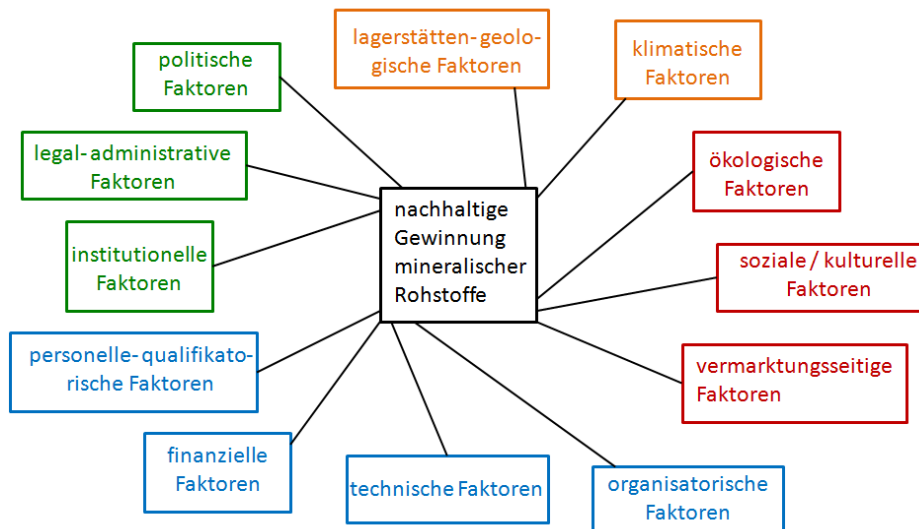 lagerstätten-geolo-
gische Faktoren
klimatische
Faktoren
politische
Faktoren
ökologische
Faktoren
legal-administrative
Faktoren
nachhaltige
Gewinnung
mineralischer
Rohstoffe
institutionelle
Faktoren
soziale / kulturelle
Faktoren
personelle-qualifikato-
rische Faktoren
vermarktungsseitige
Faktoren
finanzielle
Faktoren
technische Faktoren
organisatorische
Faktoren